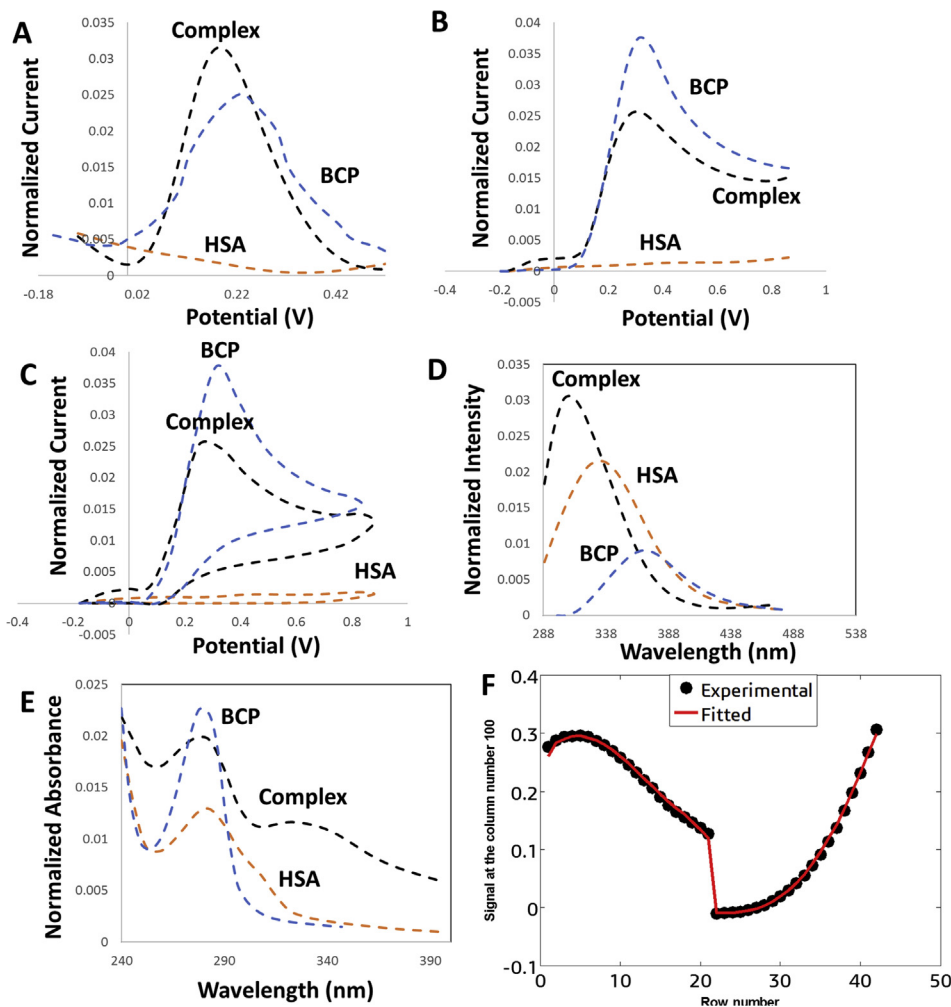 A
0.035
0.03
0.025
0.02
0.015
0.01
0.005
0
-0.18
0.02
0.22
0.42
Normalized Current
Potential (V)
Complex
BCP
HSA
B
0.04
0.035
0.03
0.025
0.02
0.015
0.01
0.005
0
-0.005
-0.4
-0.2
0
0.2
0.4
0.6
0.8
1
Normalized Current
Potential (V)
BCP
Complex
HSA
C
0.04
0.035
0.03
0.025
0.02
0.015
0.01
0.005
0
-0.005
-0.4
-0.2
0
0.2
0.4
0.6
0.8
1
Normalized Current
Potential (V)
BCP
Complex
HSA
D
0.035
0.03
0.025
0.02
0.015
0.01
0.005
0
288
338
388
438
488
538
Normalized Intensity
Wavelength (nm)
Complex
HSA
BCP
E
0.025
0.02
0.015
0.01
0.005
0
240
290
340
390
Normalized Absorbance
Wavelength (nm)
BCP
Complex
HSA
F
0.4
0.3
0.2
0.1
0
-0.1
0
10
20
30
40
50
Signal at the column number 100
Row number
Experimental
Fitted